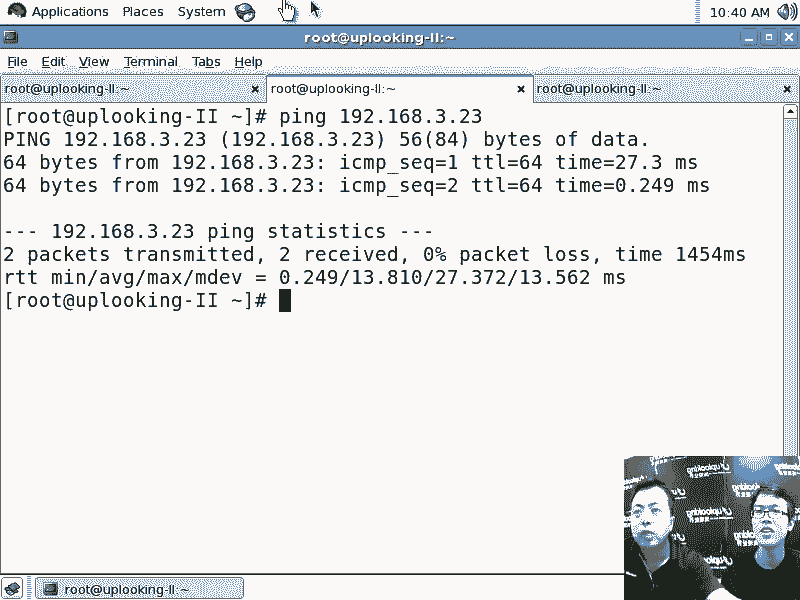 Applications Places System 10:40 AM
root@uplooking-II:~
File Edit View Terminal Tabs Help
root@uplooking-II:~ root@uplooking-II:~ root@uplooking-II:~
[root@uplooking-II ~]# ping 192.168.3.23
PING 192.168.3.23 (192.168.3.23) 56(84) bytes of data.
64 bytes from 192.168.3.23: icmp_seq=1 ttl=64 time=27.3 ms
64 bytes from 192.168.3.23: icmp_seq=2 ttl=64 time=0.249 ms
--- 192.168.3.23 ping statistics ---
2 packets transmitted, 2 received, 0% packet loss, time 1454ms
rtt min/avg/max/mdev = 0.249/13.810/27.372/13.562 ms
[root@uplooking-II ~]#
root@uplooking-II:~